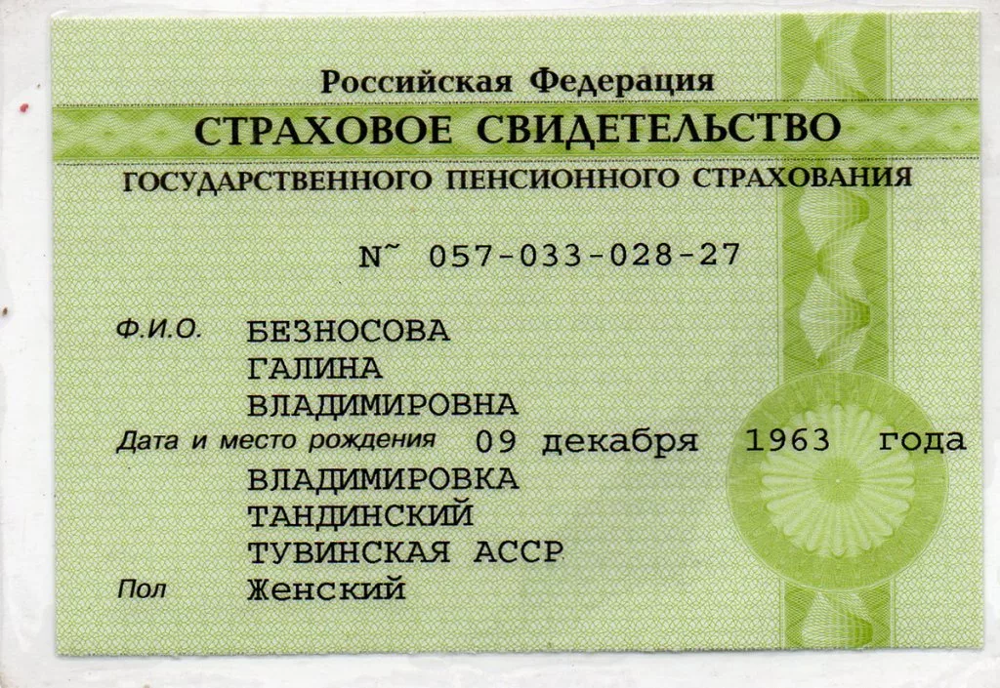 Российская Федерация
СТРАХОВОЕ СВИДЕТЕЛЬСТВО
ГОСУДАРСТВЕННОГО ПЕНСИОННОГО СТРАХОВАНИЯ
N~ 057-033-028-27
Ф.И.О. БЕЗНОСОВА
ГАЛИНА
ВЛАДИМИРОВНА
Дата и место рождения 09 декабря 1963 года
ВЛАДИМИРОВКА
ТАНДИНСКИЙ
ТУВИНСКАЯ АССР
Пол Женский